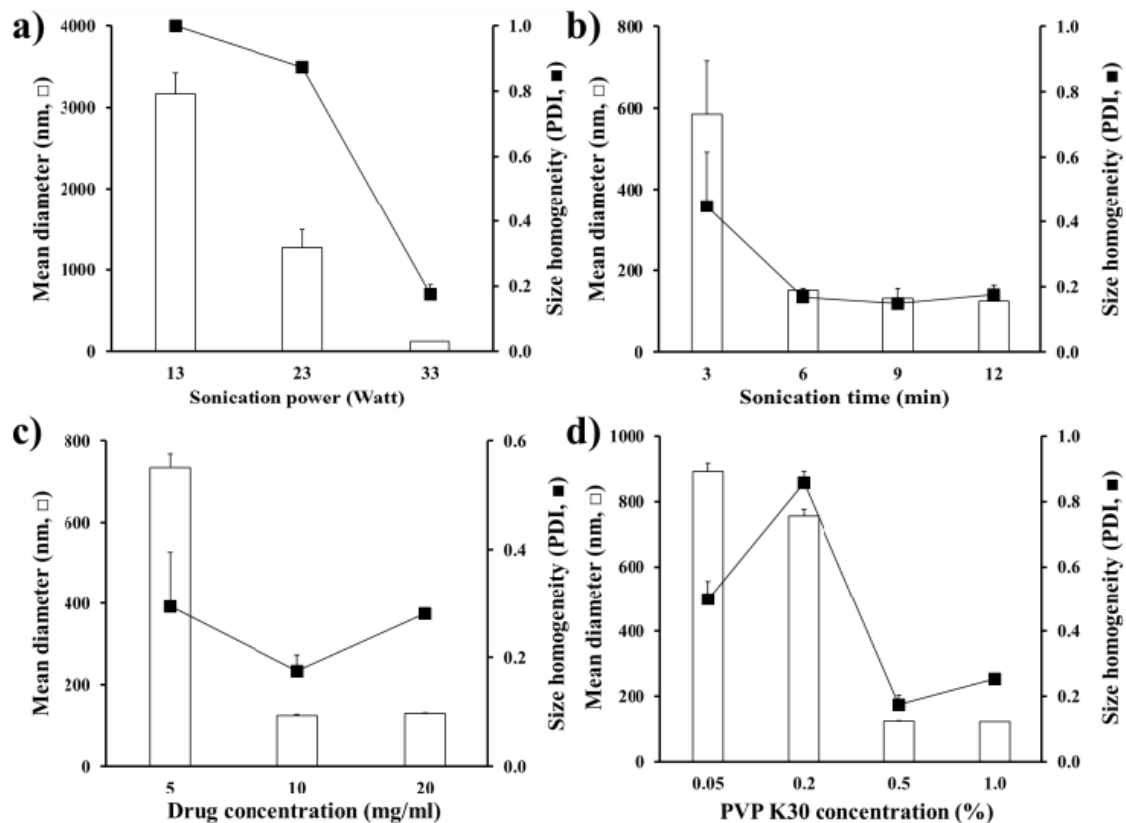 a)
4000
3000
2000
1000
0
Mean diameter (nm, □)
1.0
0.8
0.6
0.4
0.2
0.0
Size homogeneity (PDI, ■)
13 23 33
Sonication power (Watt)
b)
800
600
400
200
0
Mean diameter (nm, □)
1.0
0.8
0.6
0.4
0.2
0.0
Size homogeneity (PDI, ■)
3 6 9 12
Sonication time (min)
c)
800
600
400
200
0
Mean diameter (nm, □)
0.6
0.4
0.2
0.0
Size homogeneity (PDI, ■)
5 10 20
Drug concentration (mg/ml)
d)
1000
800
600
400
200
0
Mean diameter (nm, □)
1.0
0.8
0.6
0.4
0.2
0.0
Size homogeneity (PDI, ■)
0.05 0.2 0.5 1.0
PVP K30 concentration (%)